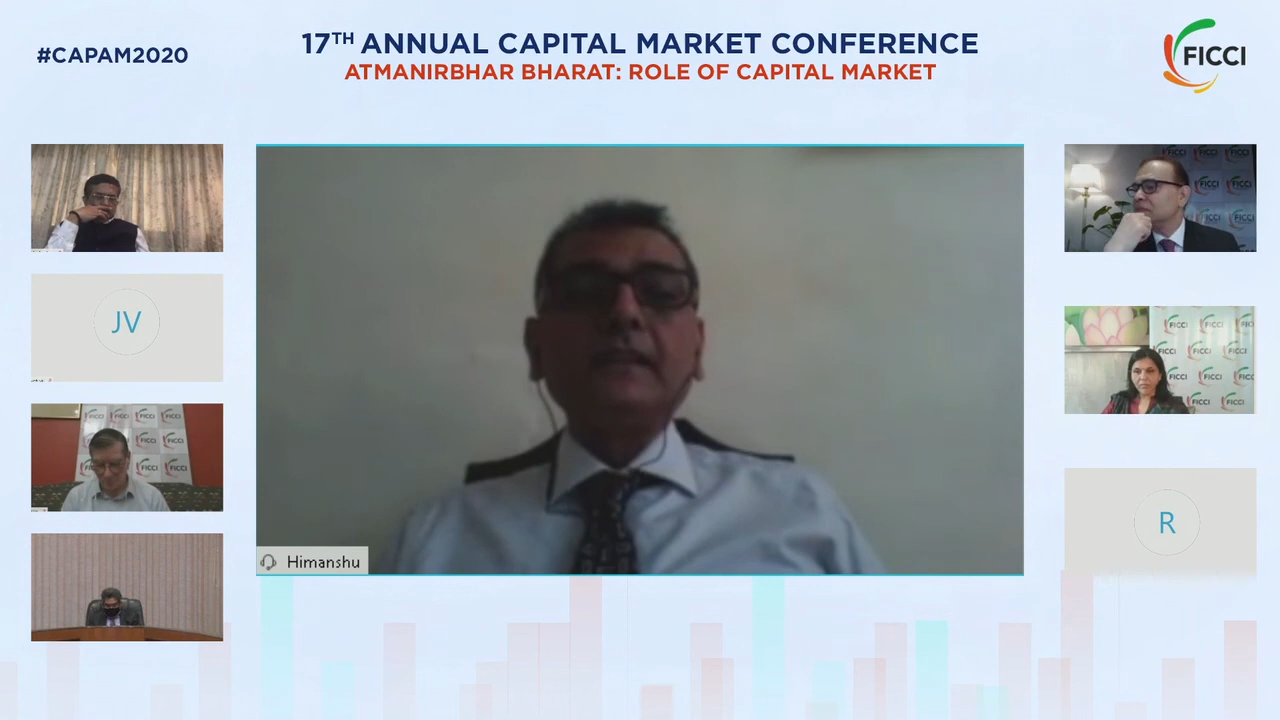 #CAPAM2020
17TH ANNUAL CAPITAL MARKET CONFERENCE
ATMANIRBHAR BHARAT: ROLE OF CAPITAL MARKET
FICCI
JV
Himanshu
R